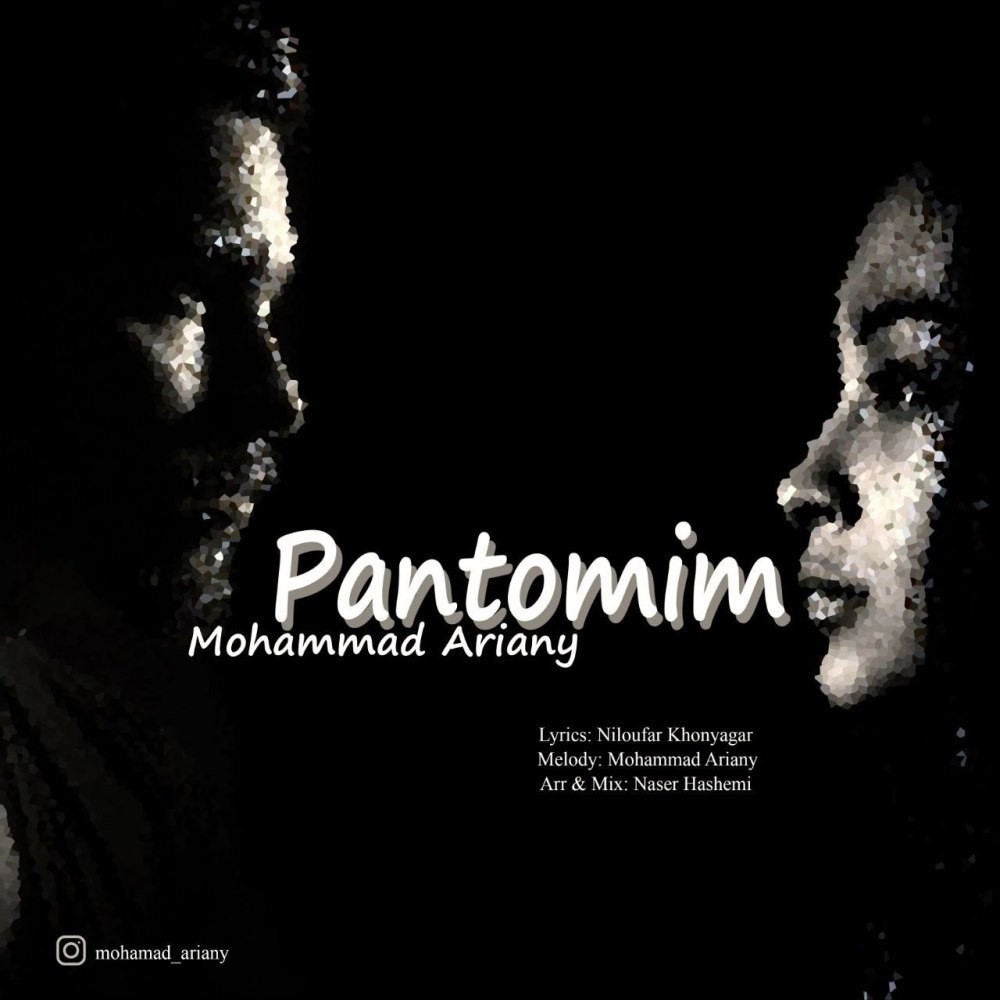 Pantomim
Mohammad Ariany
Lyrics: Niloufar Khonyagar
Melody: Mohammad Ariany
Arr & Mix: Naser Hashemi
mohamad_ariany